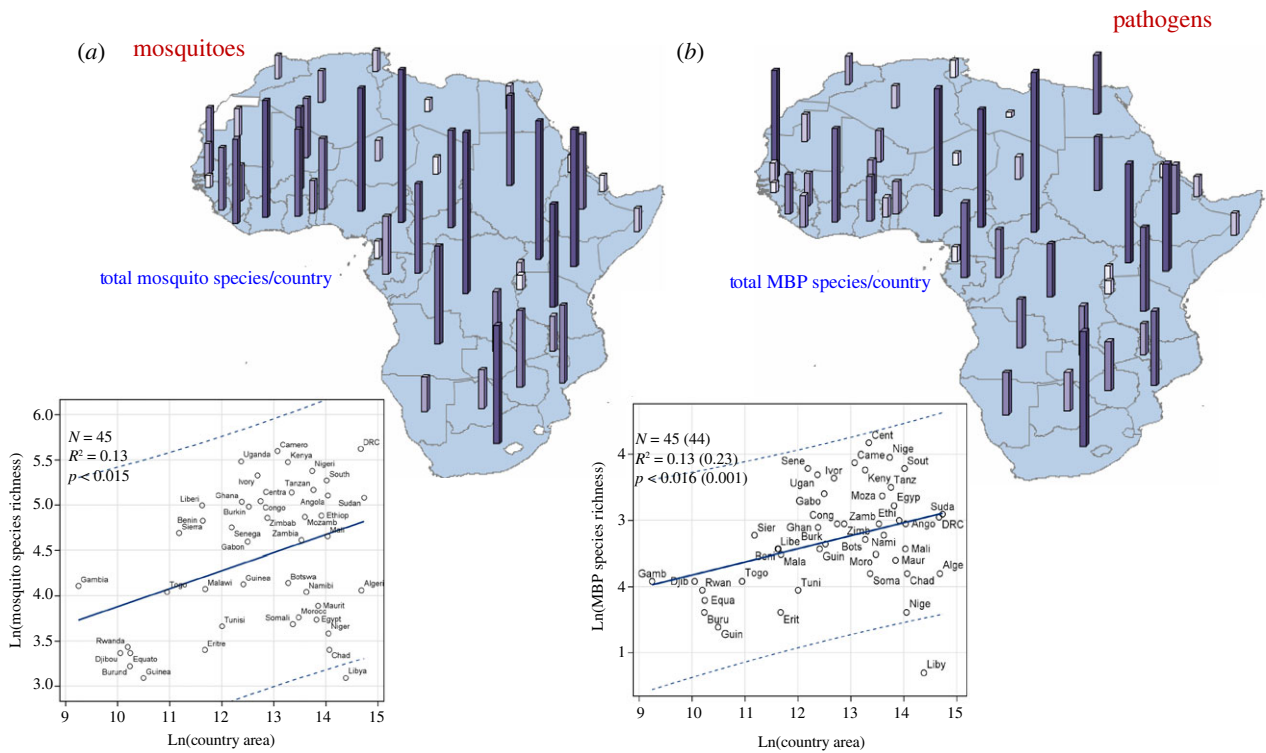 (a) mosquitoes
total mosquito species/country
Ln(mosquito species richness)
6.0
5.5
5.0
4.5
4.0
3.5
3.0
N = 45
R² = 0.13
p < 0.015
Camero
DRC
Uganda
Kenya
Nigeri
Ivory
South
Tanzan
Liberi
Ghana
Centra
Angola
Sudan
Burkin
Congo
Benin
Zimbab
Mozamb
Ethiop
Sierra
Senega
Zambia
Mali
Gabon
Gambia
Togo
Malawi
Guinea
Botswa
Namibi
Algeri
Maurit
Tunisi
Somali
Morocc
Egypt
Niger
Rwanda
Djibou
Equato
Eritre
Chad
Burund
Guinea
Libya
9 10 11 12 13 14 15
Ln(country area)
(b) pathogens
total MBP species/country
Ln(MBP species richness)
4
3
4
1
N = 45 (44)
R² = 0.13 (0.23)
p < 0.016 (0.001)
Cent
Came
Nige
Sene
Sout
Ugan
Ivor
Keny
Tanz
Gabo
Moza
Egyp
Cong
Zamb
Ethi
Suda
Sier
Ghan
Zimb
Ango
DRC
Libe
Burk
Beni
Mala
Guin
Bots
Nami
Mali
Moro
Maur
Gamb
Djib
Rwan
Togo
Tuni
Soma
Chad
Alge
Equa
Buru
Erit
Nige
Guin
Liby
9 10 11 12 13 14 15
Ln(country area)